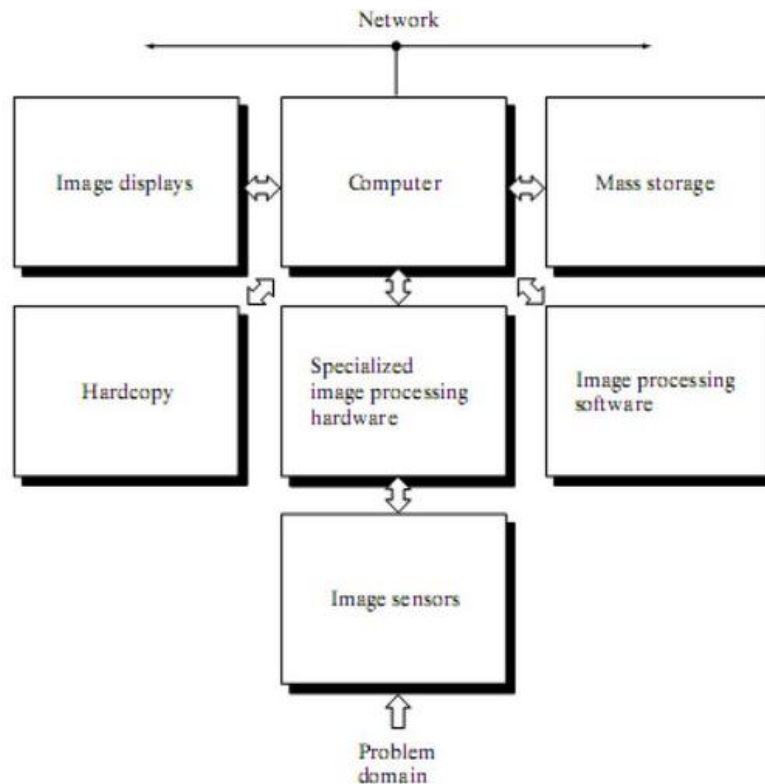 Network
Image displays
Computer
Mass storage
Hardcopy
Specialized
image processing
hardware
Image processing
software
Image sensors
Problem
domain